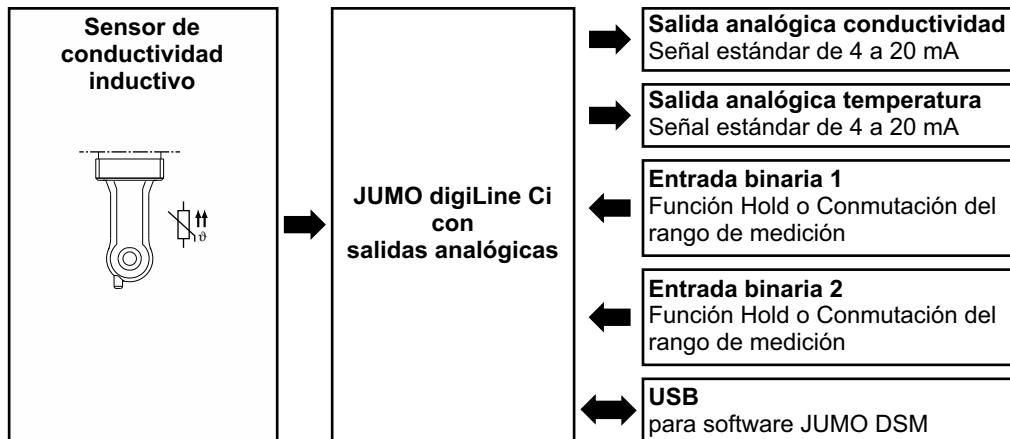 Sensor de
conductividad
inductivo
ϑ
JUMO digiLine Ci
con
salidas analógicas
Salida analógica conductividad
Señal estándar de 4 a 20 mA
Salida analógica temperatura
Señal estándar de 4 a 20 mA
Entrada binaria 1
Función Hold o Conmutación del
rango de medición
Entrada binaria 2
Función Hold o Conmutación del
rango de medición
USB
para software JUMO DSM